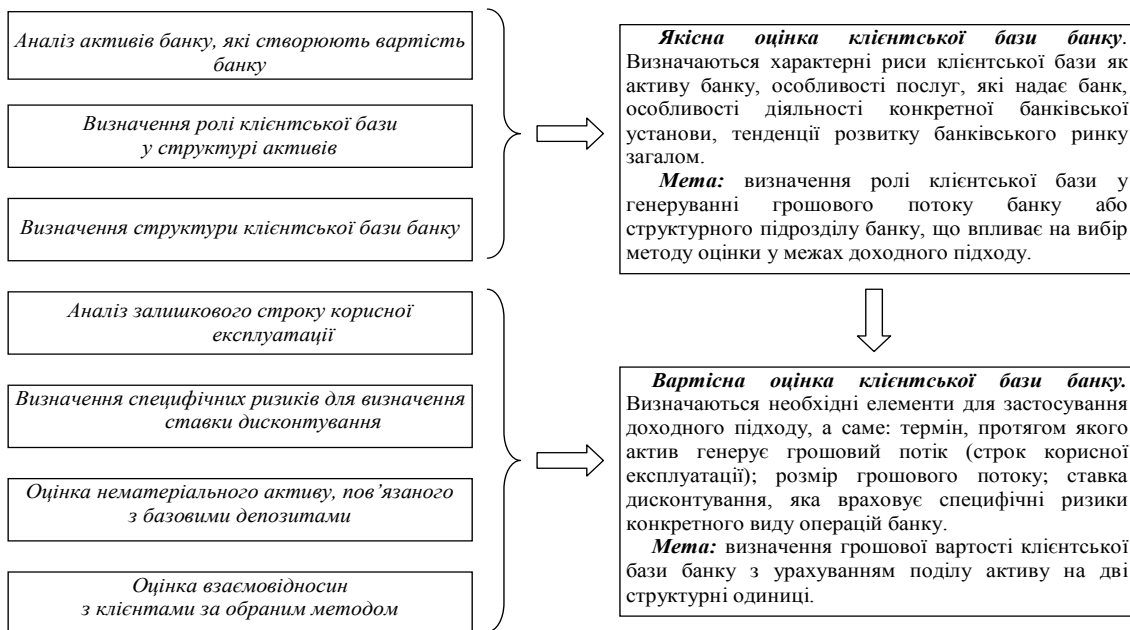 Аналіз активів банку, які створюють вартість
банку
Визначення ролі клієнтської бази
у структурі активів
Визначення структури клієнтської бази банку
Якісна оцінка клієнтської бази банку.
Визначаються характерні риси клієнтської бази як
активу банку, особливості послуг, які надає банк,
особливості діяльності конкретної банківської
установи, тенденції розвитку банківського ринку
загалом.
Мета: визначення ролі клієнтської бази у
генеруванні грошового потоку банку або
структурного підрозділу банку, що впливає на вибір
методу оцінки у межах доходного підходу.
Аналіз залишкового строку корисної
експлуатації
Визначення специфічних ризиків для визначення
ставки дисконтування
Оцінка нематеріального активу, пов’язаного
з базовими депозитами
Оцінка взаємовідносин
з клієнтами за обраним методом
Вартісна оцінка клієнтської бази банку.
Визначаються необхідні елементи для застосування
доходного підходу, а саме: термін, протягом якого
актив генерує грошовий потік (строк корисної
експлуатації); розмір грошового потоку; ставка
дисконтування, яка враховує специфічні ризики
конкретного виду операцій банку.
Мета: визначення грошової вартості клієнтської
бази банку з урахуванням поділу активу на дві
структурні одиниці.